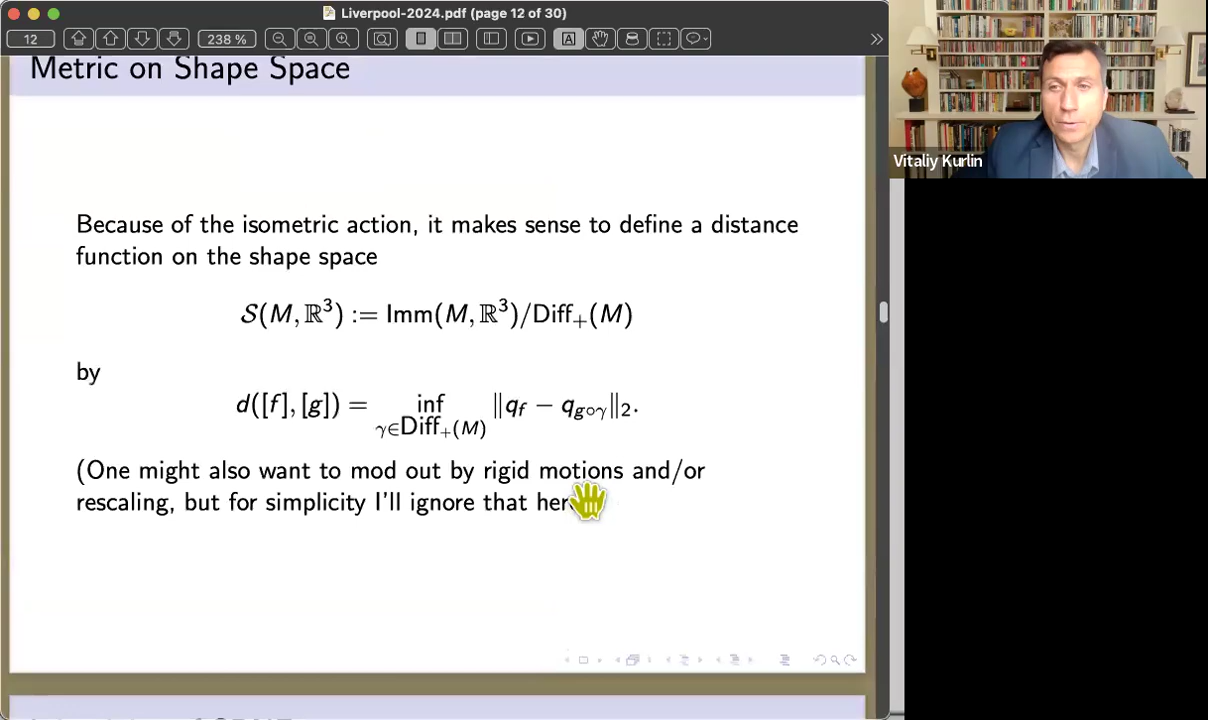 Liverpool-2024.pdf (page 12 of 30)
12
238 %
Metric on Shape Space
Vitaliy Kurlin
Because of the isometric action, it makes sense to define a distance
function on the shape space
S(M, ℝ³) := Imm(M, ℝ³)/Diff₊(M)
by
d([f], [g]) = inf ‖q_f − q_{g∘γ}‖₂.
γ∈Diff₊(M)
(One might also want to mod out by rigid motions and/or
rescaling, but for simplicity I'll ignore that her